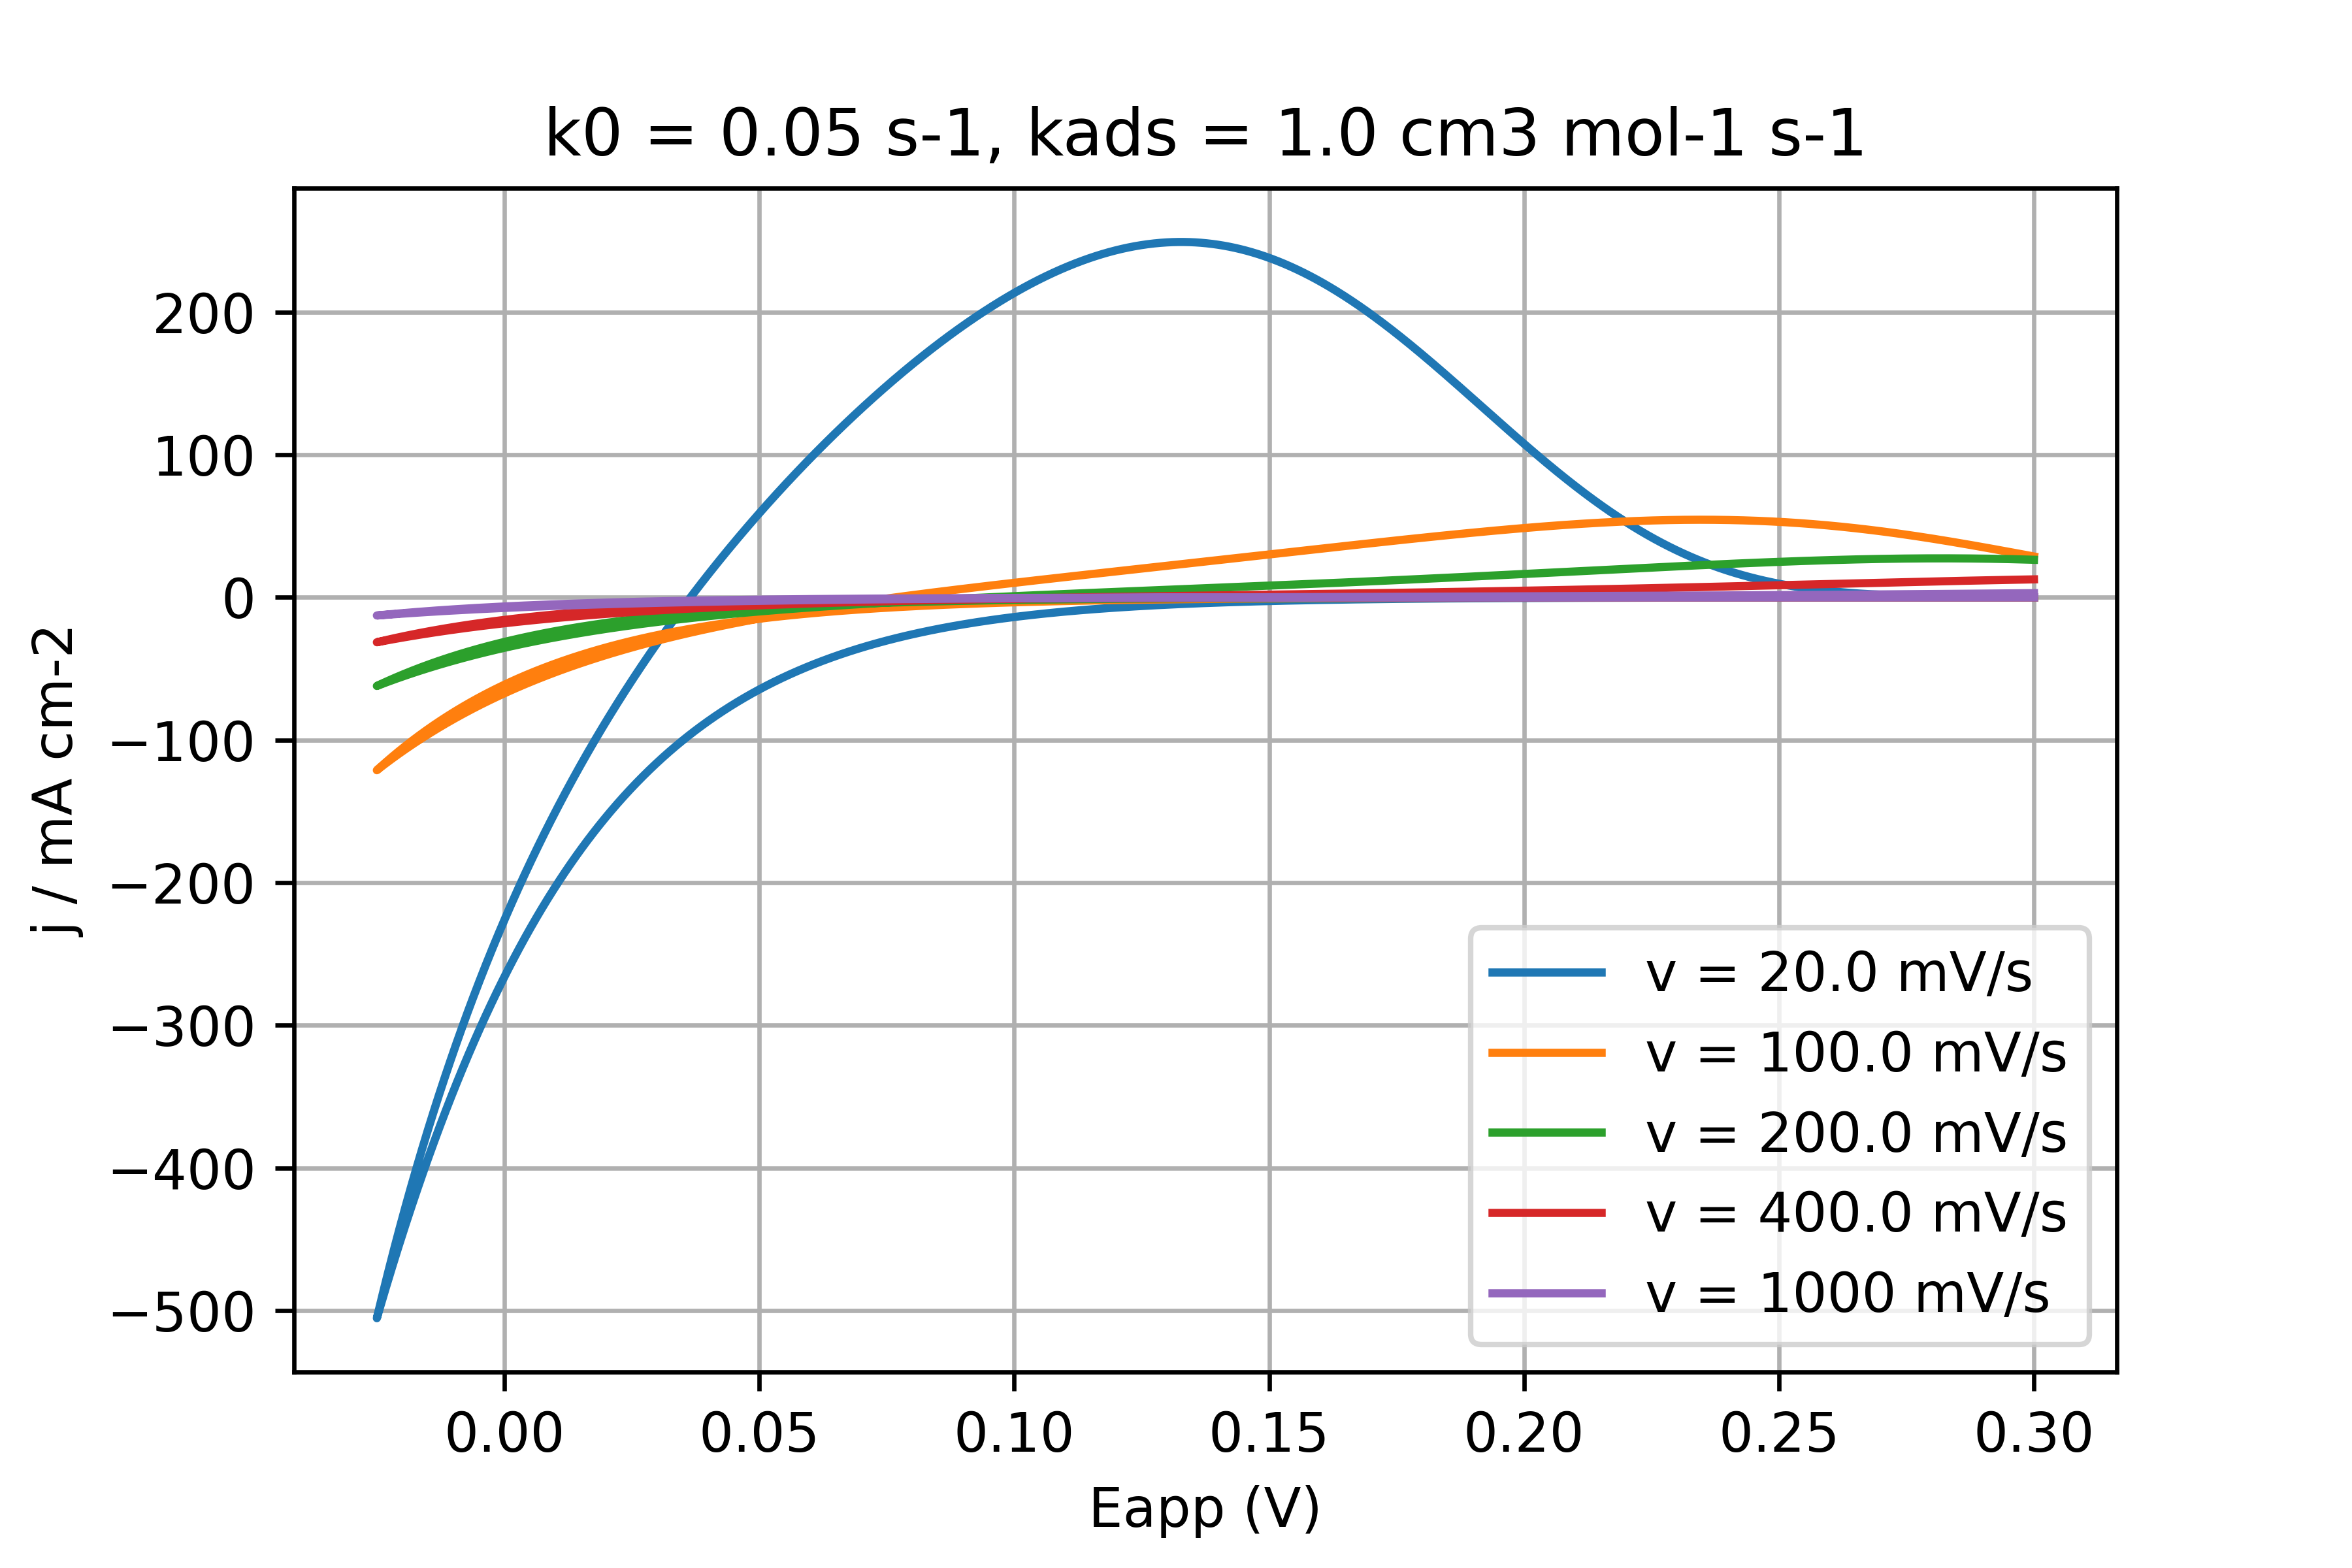 k0 = 0.05 s-1, kads = 1.0 cm3 mol-1 s-1
j / mA cm-2
200
100
0
−100
−200
−300
−400
−500
v = 20.0 mV/s
v = 100.0 mV/s
v = 200.0 mV/s
v = 400.0 mV/s
v = 1000 mV/s
0.00 0.05 0.10 0.15 0.20 0.25 0.30
Eapp (V)